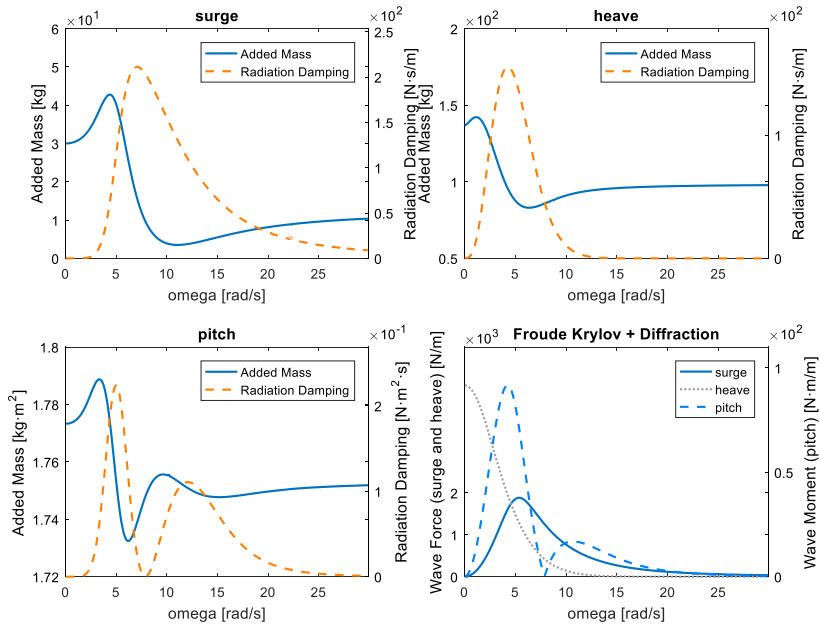 surge
×10¹
×10²
6
5
4
3
2
1
0
2.5
2
1.5
1
0.5
0
Added Mass [kg]
Radiation Damping [N·s/m]
Added Mass
Radiation Damping
0 5 10 15 20 25
omega [rad/s]
heave
×10²
×10²
2
1.5
1
0.5
1
0
Added Mass [kg]
Radiation Damping [N·s/m]
Added Mass
Radiation Damping
0 5 10 15 20 25
omega [rad/s]
pitch
×10⁻¹
1.8
1.78
1.76
1.74
1.72
2
1
0
Added Mass [kg·m²]
Radiation Damping [N·m²·s]
Added Mass
Radiation Damping
0 5 10 15 20 25
omega [rad/s]
Froude Krylov + Diffraction
×10³
×10²
2
1
0
1
0.5
0
Wave Force (surge and heave) [N/m]
Wave Moment (pitch) [N·m/m]
surge
heave
pitch
0 5 10 15 20 25
omega [rad/s]